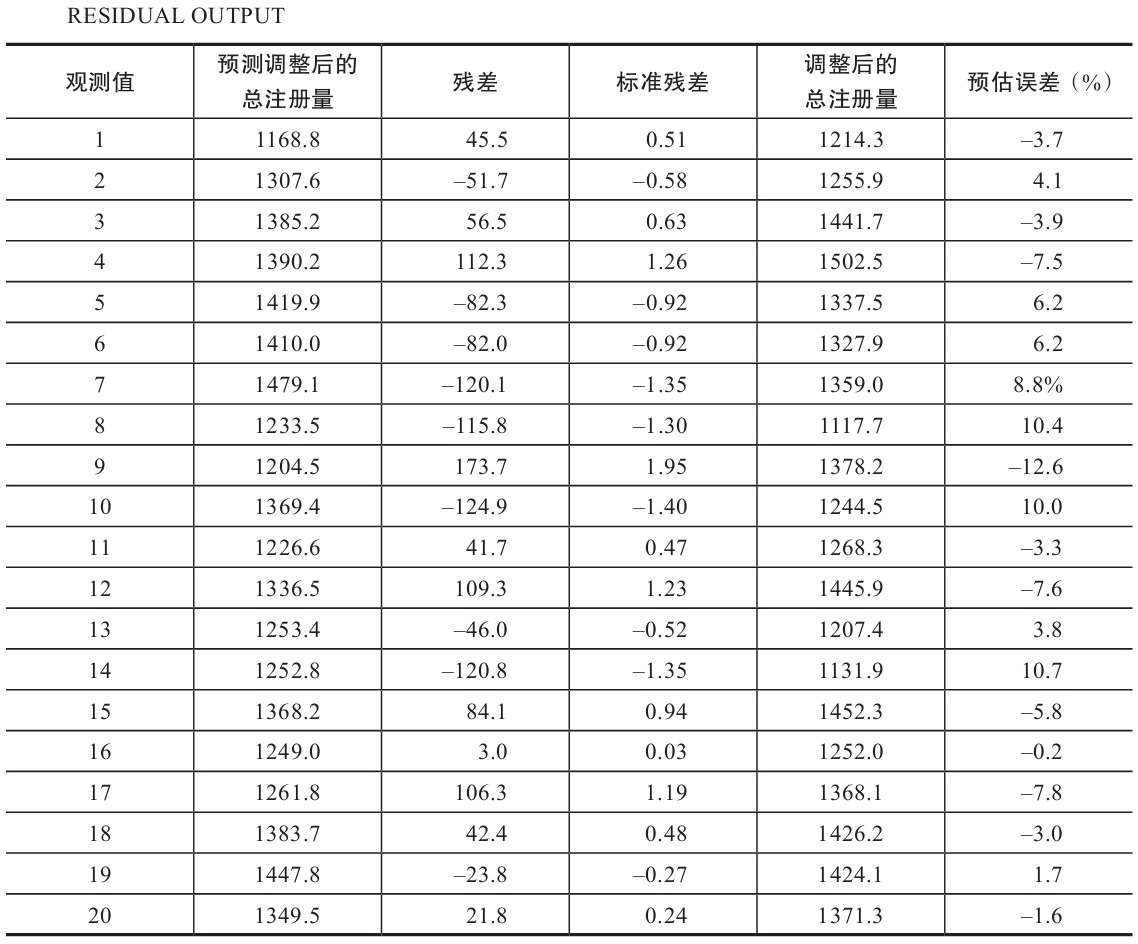 RESIDUAL OUTPUT
观测值 预测调整后的总注册量 残差 标准残差 调整后的总注册量 预估误差（%）
1 1168.8 45.5 0.51 1214.3 –3.7
2 1307.6 –51.7 –0.58 1255.9 4.1
3 1385.2 56.5 0.63 1441.7 –3.9
4 1390.2 112.3 1.26 1502.5 –7.5
5 1419.9 –82.3 –0.92 1337.5 6.2
6 1410.0 –82.0 –0.92 1327.9 6.2
7 1479.1 –120.1 –1.35 1359.0 8.8%
8 1233.5 –115.8 –1.30 1117.7 10.4
9 1204.5 173.7 1.95 1378.2 –12.6
10 1369.4 –124.9 –1.40 1244.5 10.0
11 1226.6 41.7 0.47 1268.3 –3.3
12 1336.5 109.3 1.23 1445.9 –7.6
13 1253.4 –46.0 –0.52 1207.4 3.8
14 1252.8 –120.8 –1.35 1131.9 10.7
15 1368.2 84.1 0.94 1452.3 –5.8
16 1249.0 3.0 0.03 1252.0 –0.2
17 1261.8 106.3 1.19 1368.1 –7.8
18 1383.7 42.4 0.48 1426.2 –3.0
19 1447.8 –23.8 –0.27 1424.1 1.7
20 1349.5 21.8 0.24 1371.3 –1.6